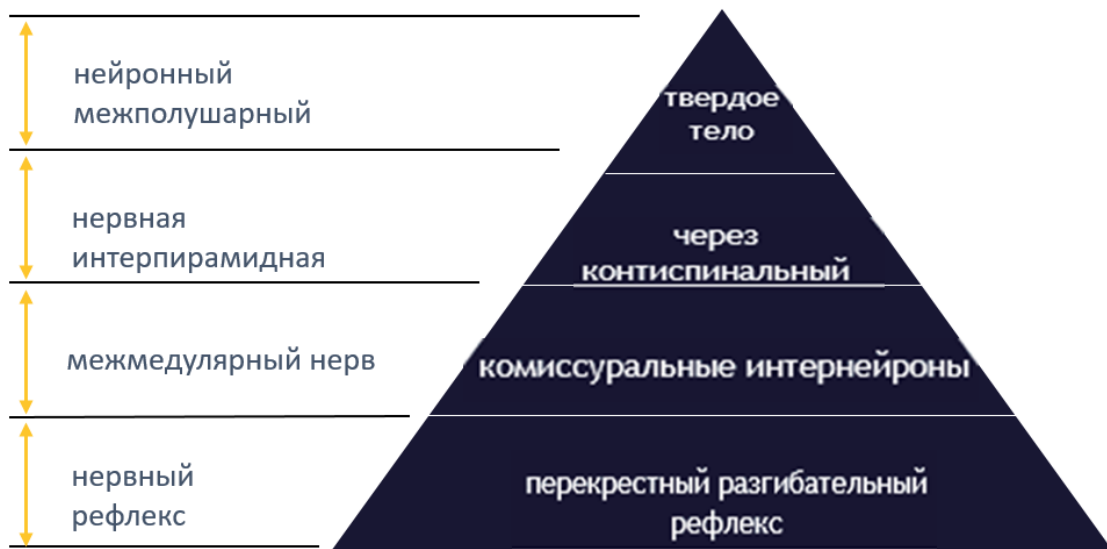 нейронный
межполушарный
твердое
тело
нервная
интерпирамидная
через
контиспинальный
межмедулярный нерв
комиссуральные интернейроны
нервный
рефлекс
перекрестный разгибательный
рефлекс